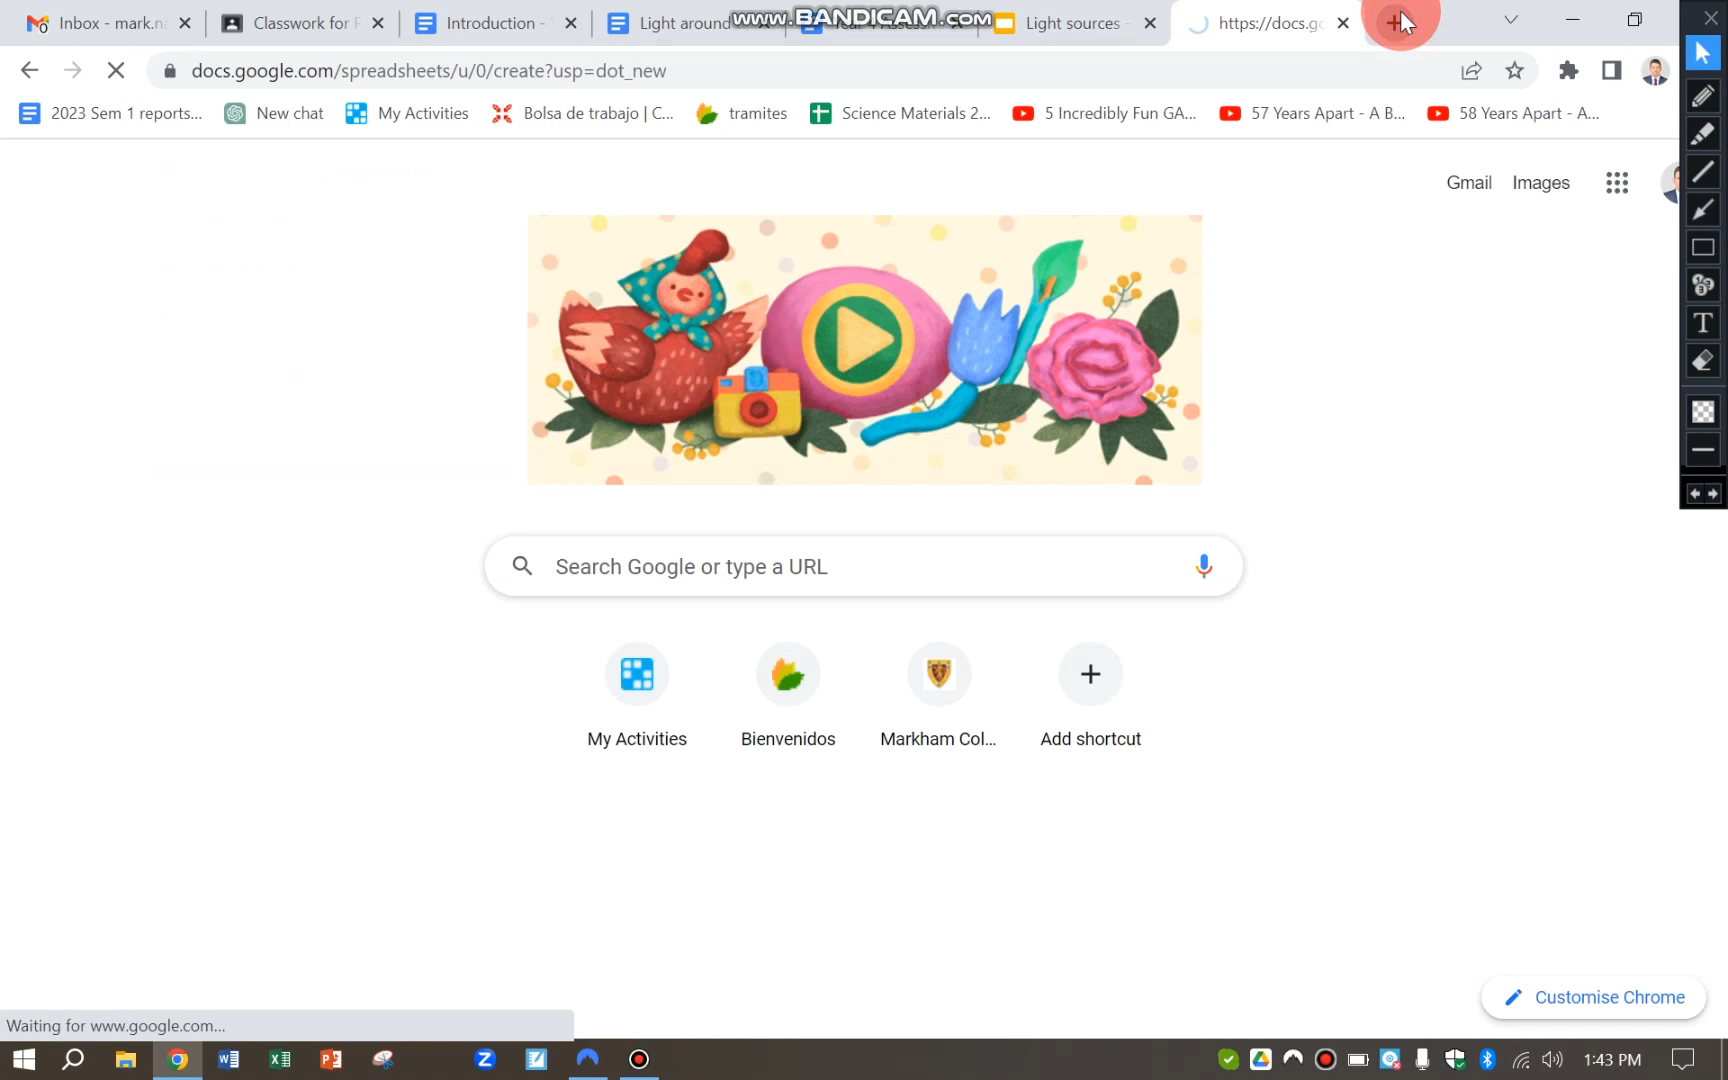 Inbox - mark.n
Classwork for
Introduction -
Light around
www.BANDICAM.com
Light sources -
https://docs.go
docs.google.com/spreadsheets/u/0/create?usp=dot_new
2023 Sem 1 reports...
New chat
My Activities
Bolsa de trabajo | C...
tramites
Science Materials 2...
5 Incredibly Fun GA...
57 Years Apart - A B...
58 Years Apart - A...
Gmail
Images
Search Google or type a URL
My Activities
Bienvenidos
Markham Col...
Add shortcut
Customise Chrome
Waiting for www.google.com...
1:43 PM